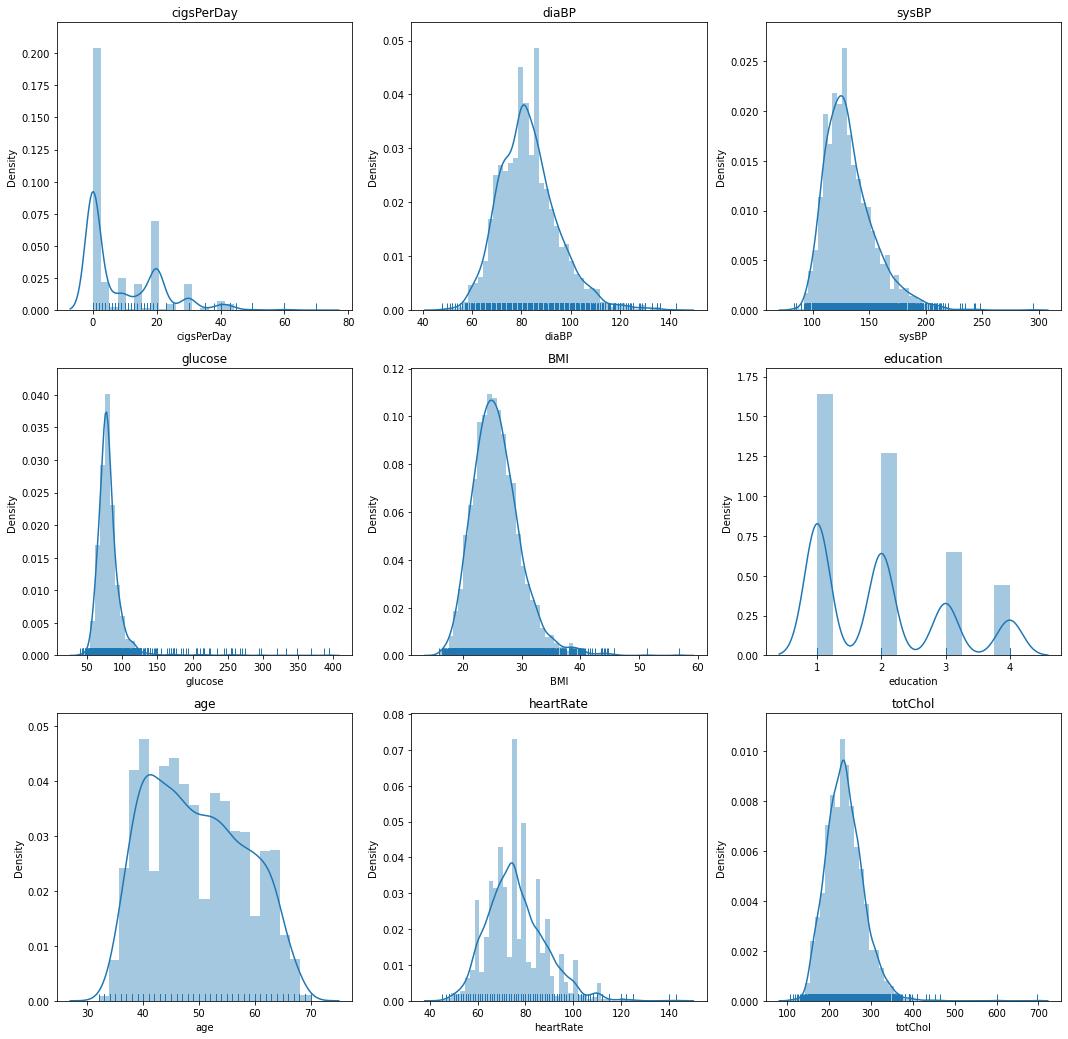 cigsPerDay
0.200
0.175
0.150
0.125
0.100
0.075
0.050
0.025
0.000
Density
0 20 40 60 80
cigsPerDay
diaBP
0.05
0.04
0.03
0.02
0.01
0.00
Density
40 60 80 100 120 140
diaBP
sysBP
0.025
0.020
0.015
0.010
0.005
0.000
Density
100 150 200 250 300
sysBP
glucose
0.040
0.035
0.030
0.025
0.020
0.015
0.010
0.005
0.000
Density
50 100 150 200 250 300 350 400
glucose
BMI
0.12
0.10
0.08
0.06
0.04
0.02
0.00
Density
20 30 40 50 60
BMI
education
1.75
1.50
1.25
1.00
0.75
0.50
0.25
0.00
Density
1 2 3 4
education
age
0.05
0.04
0.03
0.02
0.01
0.00
Density
30 40 50 60 70
age
heartRate
0.08
0.07
0.06
0.05
0.04
0.03
0.02
0.01
0.00
Density
40 60 80 100 120 140
heartRate
totChol
0.010
0.008
0.006
0.004
0.002
0.000
Density
100 200 300 400 500 600 700
totChol